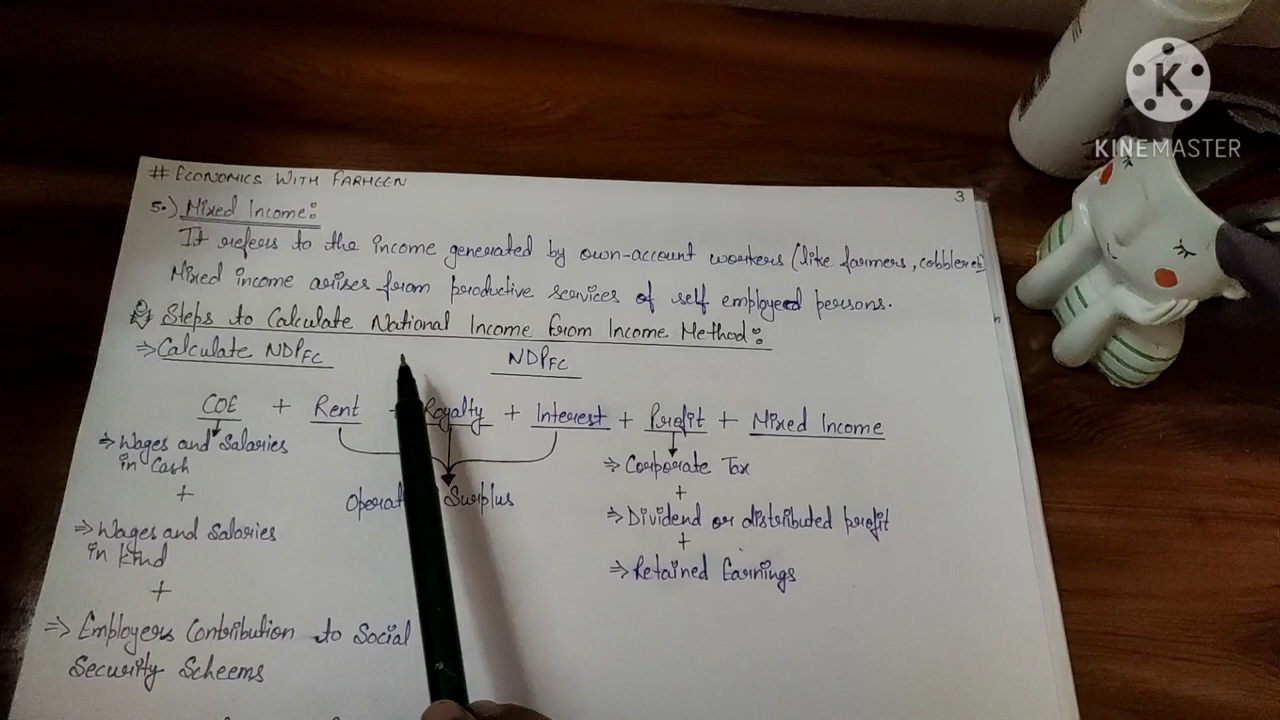 K
KINEMASTER
# ECONOMICS WITH FARHEEN
3
5.) Mixed Income:
It refers to the income generated by own-account workers (like farmers, cobbler etc)
Mixed income arises from productive services of self employed persons.
Steps to Calculate National Income from Income Method:
⇒ Calculate NDPFC
NDPFC
COE + Rent + Royalty + Interest + Profit + Mixed Income
⇒ Wages and Salaries
in Cash
+
⇒ Wages and Salaries
in Kind
+
⇒ Employers Contribution to Social
Security Scheems
Surplus
⇒ Corporate Tax
+
⇒ Dividend or distributed profit
+
⇒ Retained Earnings